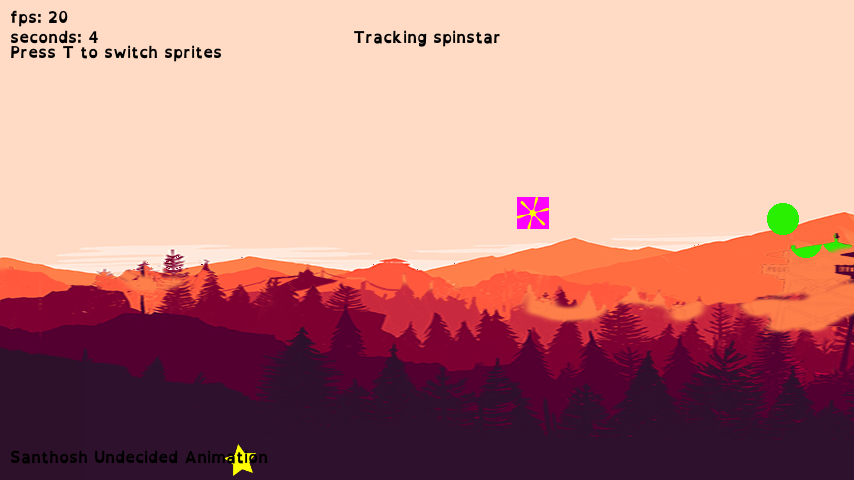 fps: 20
seconds: 4
Tracking spinstar
Press T to switch sprites
Santhosh Undecided Animation